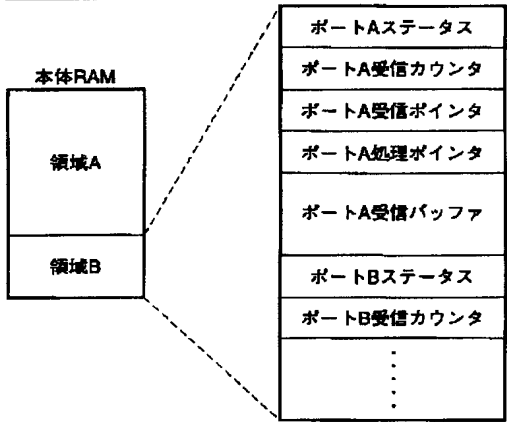 本体RAM
領域A
領域B
ポートAステータス
ポートA受信カウンタ
ポートA受信ポインタ
ポートA処理ポインタ
ポートA受信バッファ
ポートBステータス
ポートB受信カウンタ